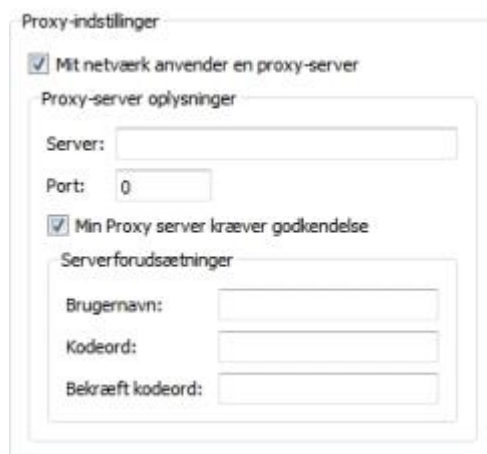 Proxy-indstillinger
Mit netværk anvender en proxy-server
Proxy-server oplysninger
Server:
Port: 0
Min Proxy server kræver godkendelse
Serverforudsætninger
Brugernavn:
Kodeord:
Bekræft kodeord: